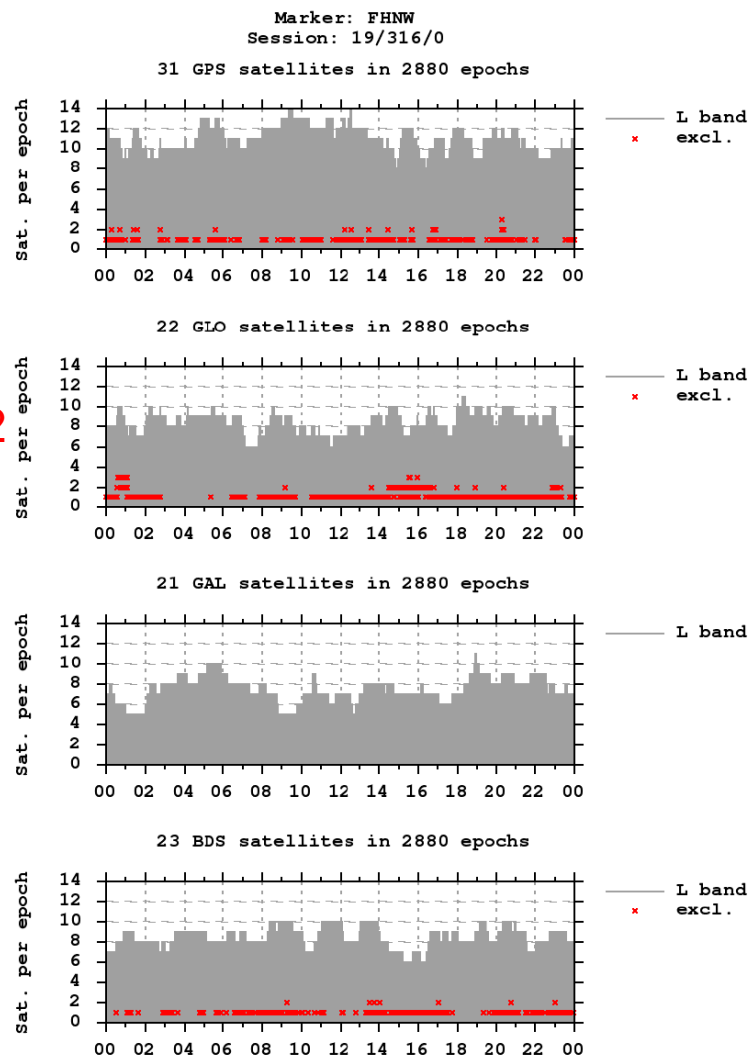 Marker: FHNW
Session: 19/316/0
31 GPS satellites in 2880 epochs
Sat. per epoch
14
12
10
8
6
4
2
0
00 02 04 06 08 10 12 14 16 18 20 22 00
L band
excl.
22 GLO satellites in 2880 epochs
Sat. per epoch
14
12
10
8
6
4
2
0
00 02 04 06 08 10 12 14 16 18 20 22 00
L band
excl.
21 GAL satellites in 2880 epochs
Sat. per epoch
14
12
10
8
6
4
2
0
00 02 04 06 08 10 12 14 16 18 20 22 00
L band
23 BDS satellites in 2880 epochs
Sat. per epoch
14
12
10
8
6
4
2
0
00 02 04 06 08 10 12 14 16 18 20 22 00
L band
excl.